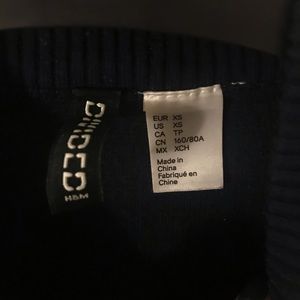 DIVIDED
H&M
EUR XS
US XS
CA TP
CN 160/80A
MX XCH
Made in
China
Fabriqué en
Chine